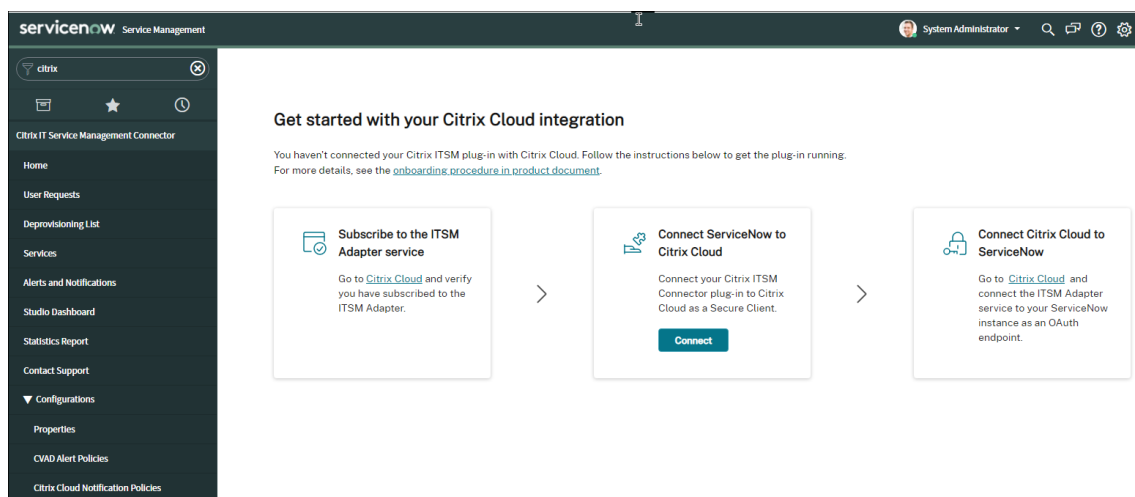 servicenow Service Management
System Administrator
citrix
Citrix IT Service Management Connector
Home
User Requests
Deprovisioning List
Services
Alerts and Notifications
Studio Dashboard
Statistics Report
Contact Support
Configurations
Properties
CVAD Alert Policies
Citrix Cloud Notification Policies
Get started with your Citrix Cloud integration
You haven't connected your Citrix ITSM plug-in with Citrix Cloud. Follow the instructions below to get the plug-in running.
For more details, see the onboarding procedure in product document.
Subscribe to the ITSM
Adapter service
Go to Citrix Cloud and verify
you have subscribed to the
ITSM Adapter.
Connect ServiceNow to
Citrix Cloud
Connect your Citrix ITSM
Connector plug-in to Citrix
Cloud as a Secure Client.
Connect
Connect Citrix Cloud to
ServiceNow
Go to Citrix Cloud and
connect the ITSM Adapter
service to your ServiceNow
instance as an OAuth
endpoint.